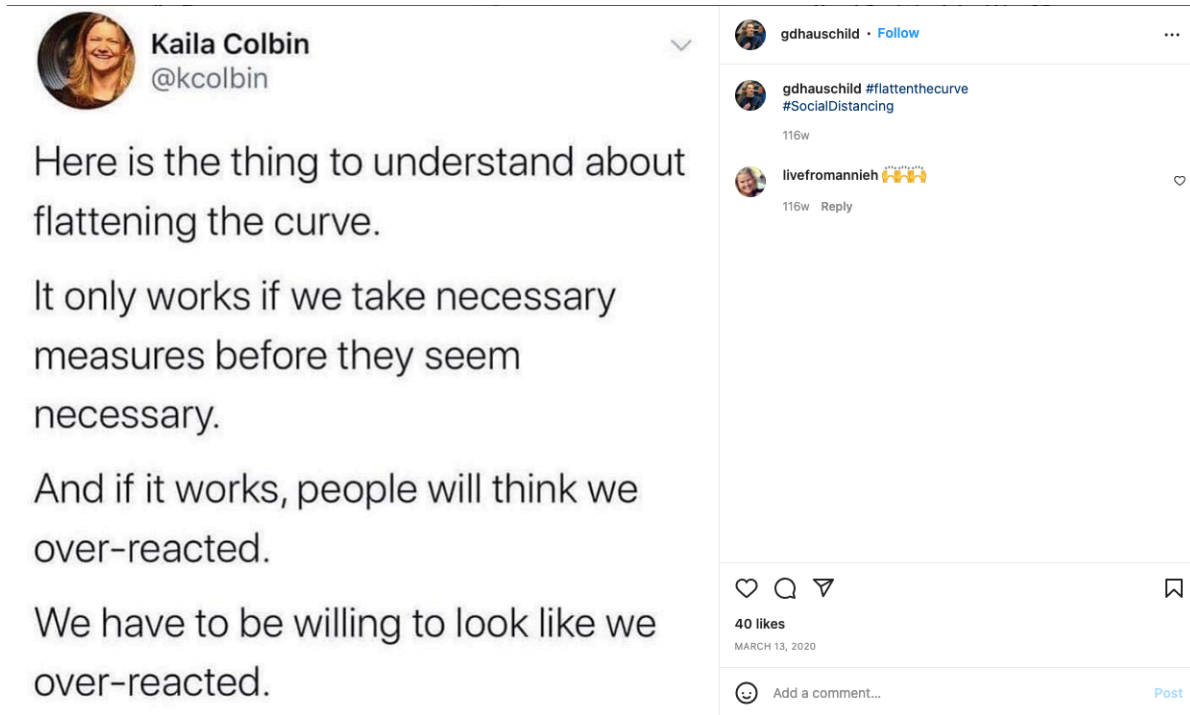 Kaila Colbin
@kcolbin
Here is the thing to understand about
flattening the curve.
It only works if we take necessary
measures before they seem
necessary.
And if it works, people will think we
over-reacted.
We have to be willing to look like we
over-reacted.
gdhauschild • Follow
gdhauschild #flattenthecurve
#SocialDistancing
116w
livefromannieh 🙌🙌🙌
116w Reply
40 likes
MARCH 13, 2020
Add a comment...
Post